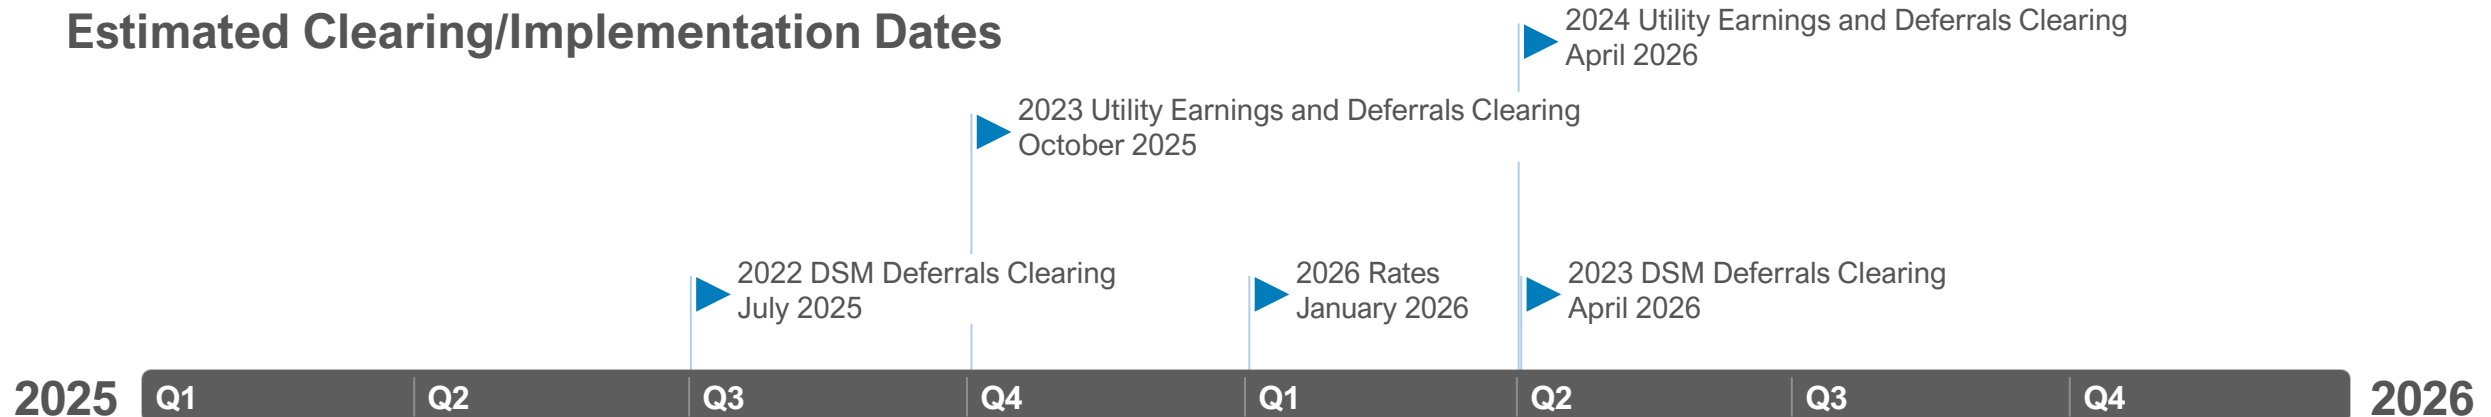 Estimated Clearing/Implementation Dates
2024 Utility Earnings and Deferrals Clearing
April 2026
2023 Utility Earnings and Deferrals Clearing
October 2025
2022 DSM Deferrals Clearing
July 2025
2026 Rates
January 2026
2023 DSM Deferrals Clearing
April 2026
2025 Q1 Q2 Q3 Q4 Q1 Q2 Q3 Q4 2026